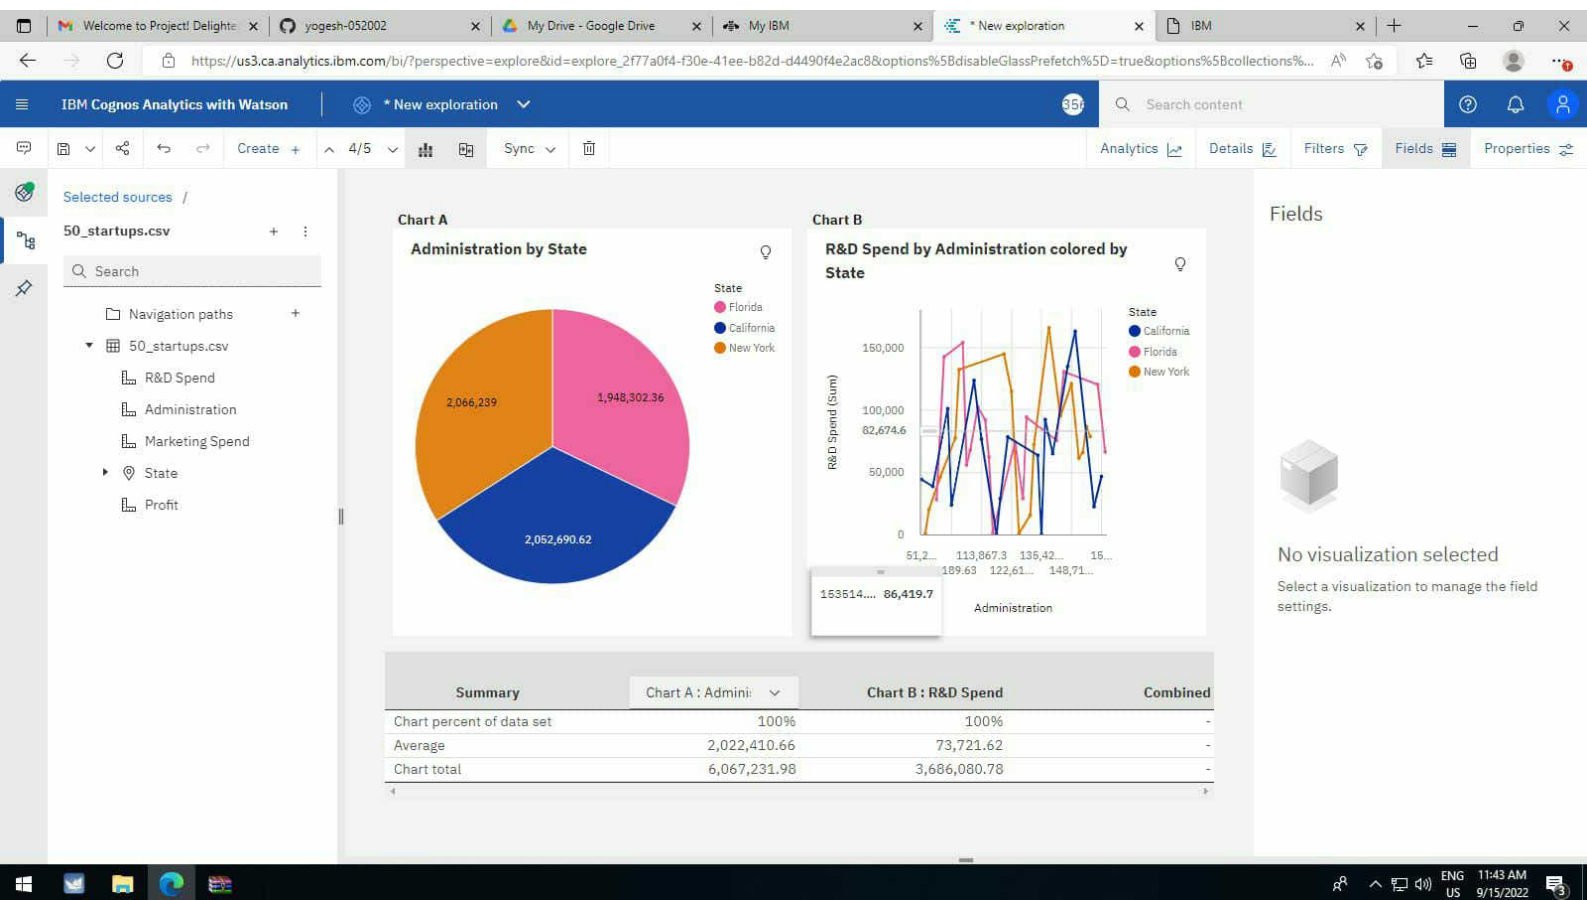 Welcome to Project! Delighte
yogesh-052002
My Drive - Google Drive
My IBM
* New exploration
IBM
https://us3.ca.analytics.ibm.com/bi/?perspective=explore&id=explore_2f77a0f4-f30e-41ee-b82d-d4490f4e2ac8&options%5BdisableGlassPrefetch%5D=true&options%5Bcollections%...
IBM Cognos Analytics with Watson
* New exploration
356
Search content
Create +
4/5
Sync
Analytics
Details
Filters
Fields
Properties
Selected sources /
50_startups.csv
Search
Navigation paths
50_startups.csv
R&D Spend
Administration
Marketing Spend
State
Profit
Chart A
Administration by State
State
Florida
California
New York
2,066,239
1,948,302.36
2,052,690.62
Chart B
R&D Spend by Administration colored by
State
State
California
Florida
New York
R&D Spend (Sum)
150,000
100,000
82,674.6
50,000
0
51,2... 113,867.3 135,42... 15...
189.63 122,61... 148,71...
153514.... 86,419.7
Administration
Summary Chart A : Admini Chart B : R&D Spend Combined
Chart percent of data set 100% 100% -
Average 2,022,410.66 73,721.62 -
Chart total 6,067,231.98 3,686,080.78 -
Fields
No visualization selected
Select a visualization to manage the field
settings.
ENG
US
11:43 AM
9/15/2022
3